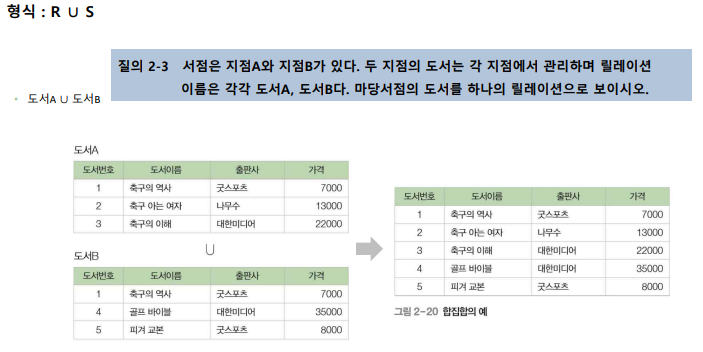 형식 : R ∪ S
질의 2-3 서점은 지점A와 지점B가 있다. 두 지점의 도서는 각 지점에서 관리하며 릴레이션
이름은 각각 도서A, 도서B다. 마당서점의 도서를 하나의 릴레이션으로 보이시오.
• 도서A ∪ 도서B
도서A
도서번호 도서이름 출판사 가격
1 축구의 역사 굿스포츠 7000
2 축구 아는 여자 나무수 13000
3 축구의 이해 대한미디어 22000
∪
도서B
도서번호 도서이름 출판사 가격
1 축구의 역사 굿스포츠 7000
4 골프 바이블 대한미디어 35000
5 피겨 교본 굿스포츠 8000
도서번호 도서이름 출판사 가격
1 축구의 역사 굿스포츠 7000
2 축구 아는 여자 나무수 13000
3 축구의 이해 대한미디어 22000
4 골프 바이블 대한미디어 35000
5 피겨 교본 굿스포츠 8000
그림 2-20 합집합의 예